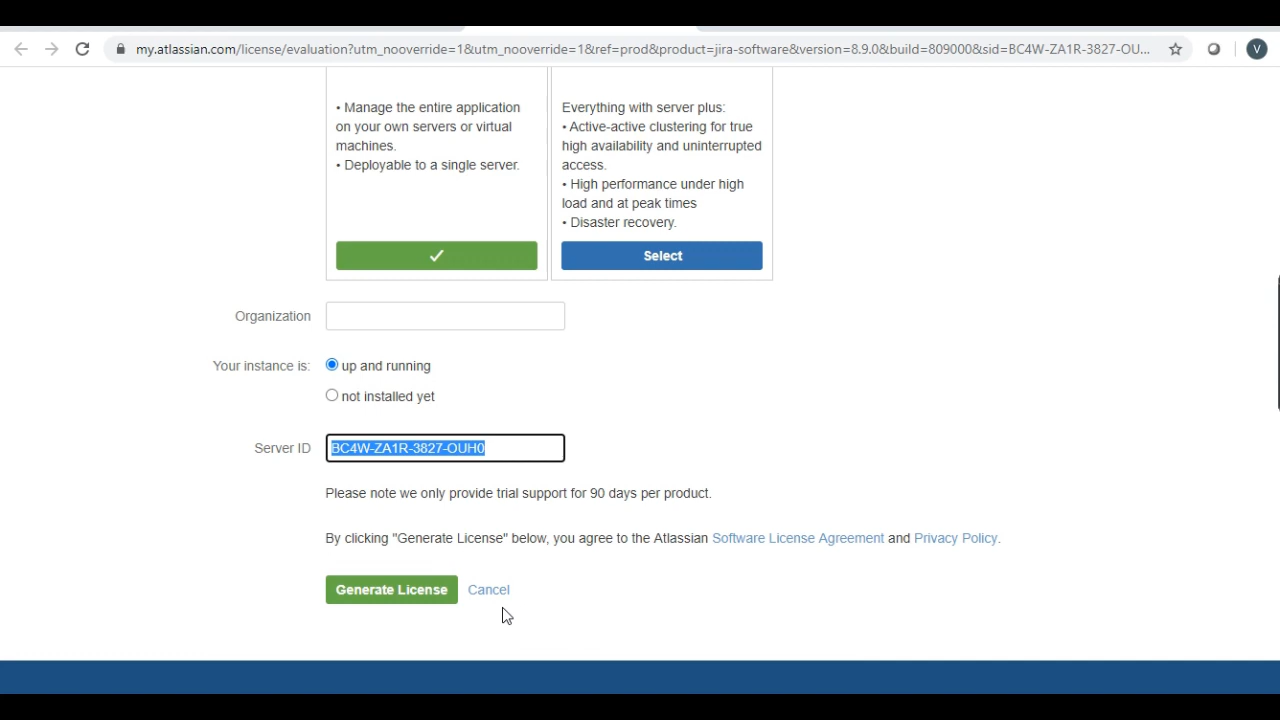 my.atlassian.com/license/evaluation?utm_nooverride=1&utm_nooverride=1&ref=prod&product=jira-software&version=8.9.0&build=809000&sid=BC4W-ZA1R-3827-OU...
V
• Manage the entire application
on your own servers or virtual
machines.
• Deployable to a single server.
Everything with server plus:
• Active-active clustering for true
high availability and uninterrupted
access.
• High performance under high
load and at peak times
• Disaster recovery.
Select
Organization
Your instance is:
up and running
not installed yet
Server ID
BC4W-ZA1R-3827-OUH0
Please note we only provide trial support for 90 days per product.
By clicking "Generate License" below, you agree to the Atlassian Software License Agreement and Privacy Policy.
Generate License
Cancel